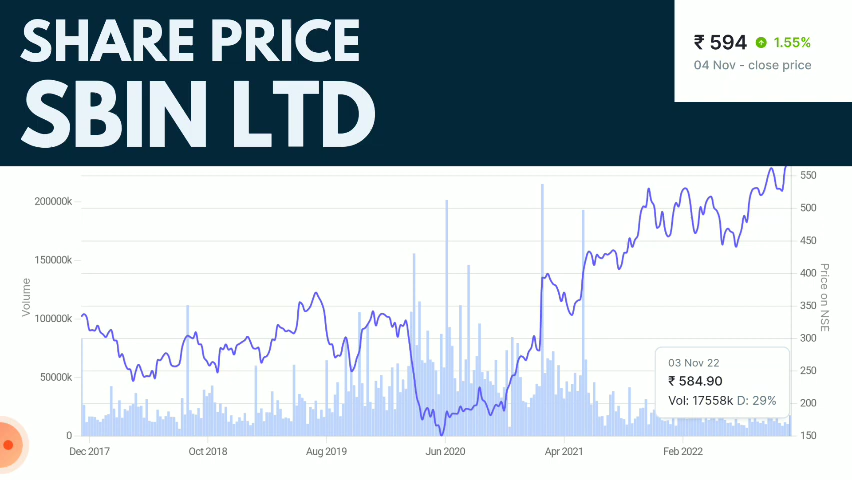 SHARE PRICE
SBIN LTD
₹ 594 1.55%
04 Nov - close price
Volume
200000k
150000k
100000k
50000k
0
550
500
450
400
350
300
250
200
150
Price on NSE
03 Nov 22
₹ 584.90
Vol: 17558k D: 29%
Dec 2017 Oct 2018 Aug 2019 Jun 2020 Apr 2021 Feb 2022